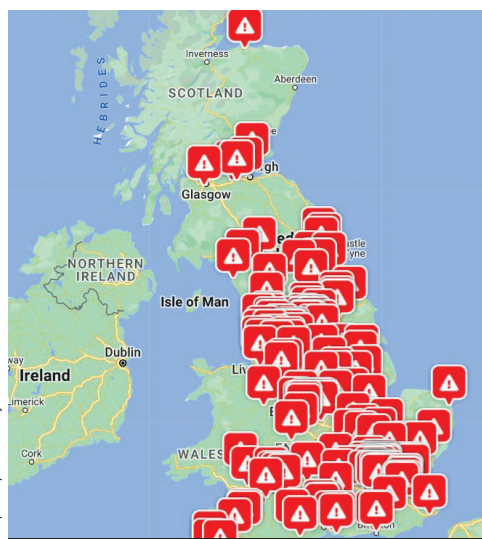 Inverness
HEBRIDES
Aberdeen
SCOTLAND
Glasgow
NORTHERN
IRELAND
Isle of Man
Dublin
Ireland
Limerick
Cork
WALES